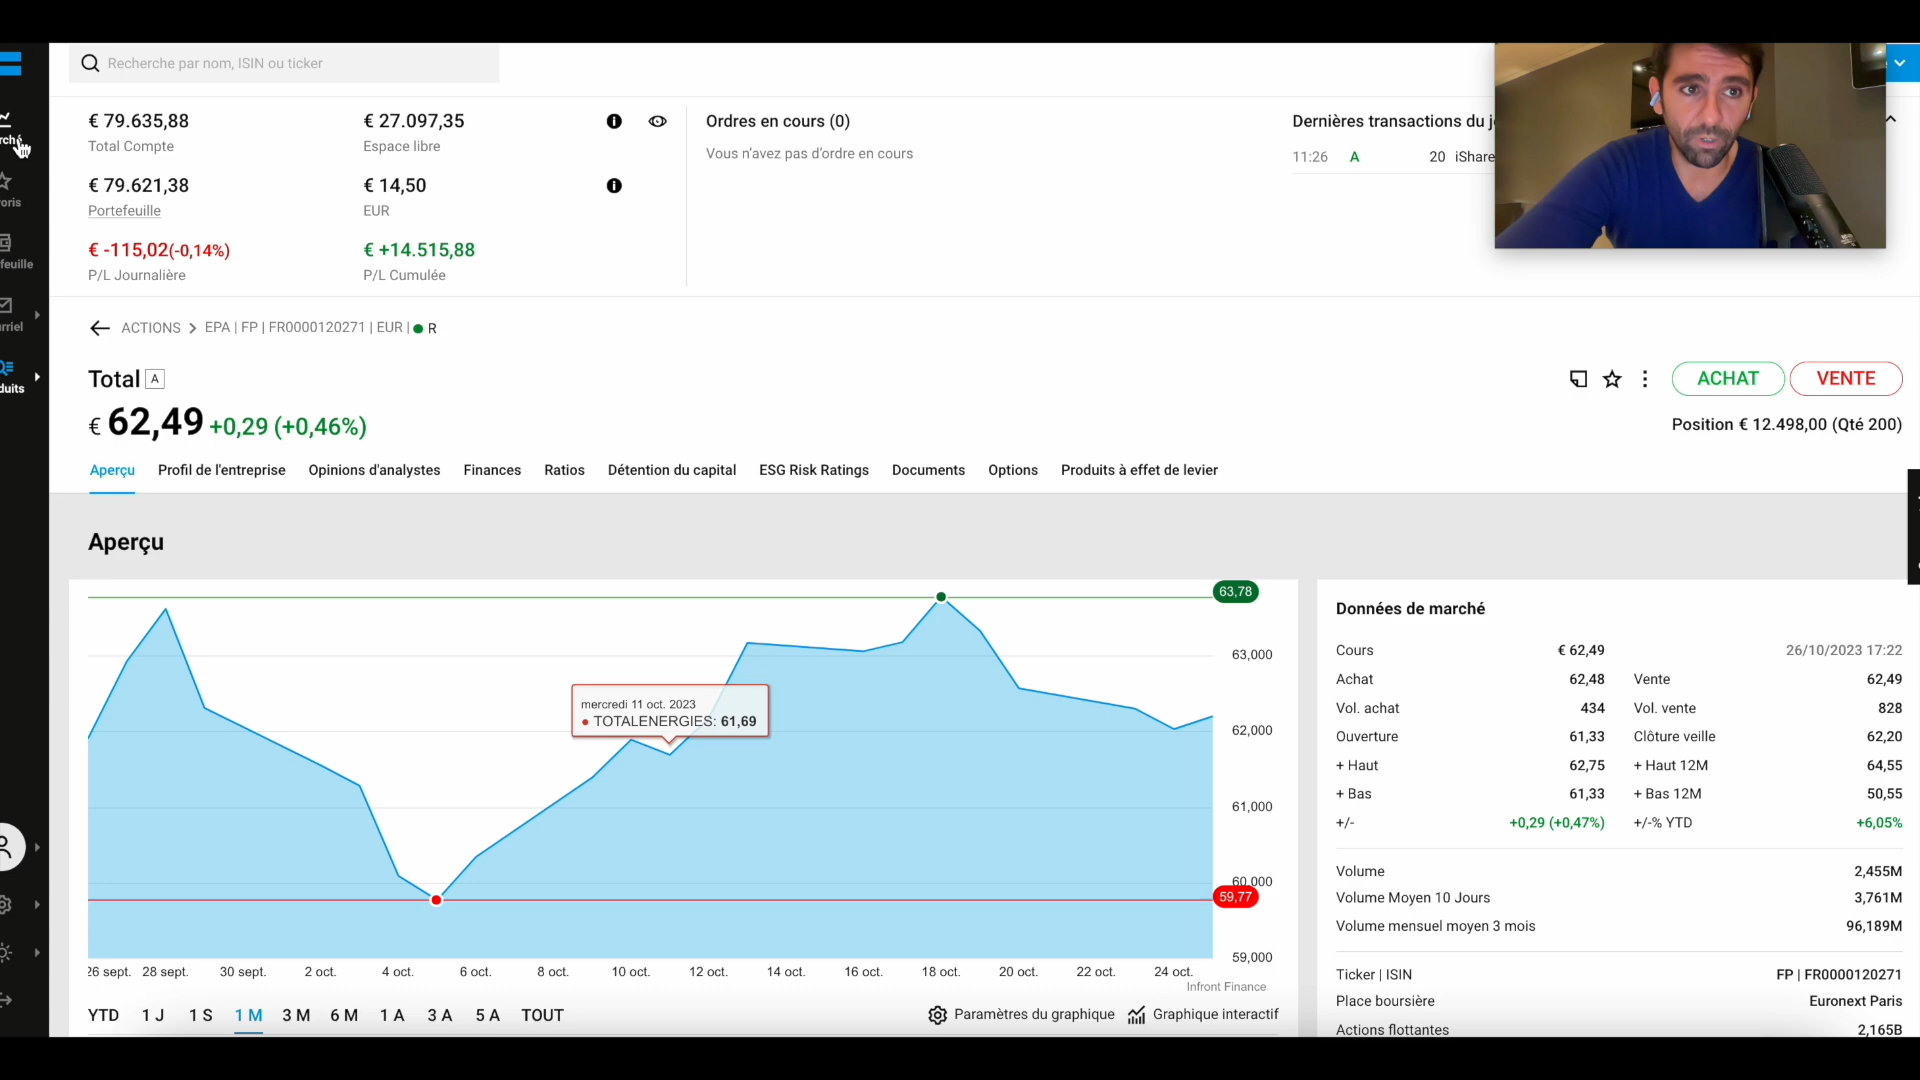 Recherche par nom, ISIN ou ticker
€ 79.635,88
Total Compte
€ 27.097,35
Espace libre
€ 79.621,38
Portefeuille
€ 14,50
EUR
€ -115,02(-0,14%)
P/L Journalière
€ +14.515,88
P/L Cumulée
Ordres en cours (0)
Vous n'avez pas d'ordre en cours
Dernières transactions du j
11:26 A 20 iShare
rché
oris
feuille
rriel
duits
ACTIONS > EPA | FP | FR0000120271 | EUR | R
Total A
€ 62,49 +0,29 (+0,46%)
ACHAT
VENTE
Position € 12.498,00 (Qté 200)
Aperçu Profil de l'entreprise Opinions d'analystes Finances Ratios Détention du capital ESG Risk Ratings Documents Options Produits à effet de levier
Aperçu
63,78
63,000
62,000
61,000
60,000
59,77
59,000
mercredi 11 oct. 2023
TOTALENERGIES: 61,69
26 sept. 28 sept. 30 sept. 2 oct. 4 oct. 6 oct. 8 oct. 10 oct. 12 oct. 14 oct. 16 oct. 18 oct. 20 oct. 22 oct. 24 oct.
Infront Finance
YTD 1 J 1 S 1 M 3 M 6 M 1 A 3 A 5 A TOUT
Paramètres du graphique Graphique interactif
Données de marché
Cours € 62,49 26/10/2023 17:22
Achat 62,48 Vente 62,49
Vol. achat 434 Vol. vente 828
Ouverture 61,33 Clôture veille 62,20
+ Haut 62,75 + Haut 12M 64,55
+ Bas 61,33 + Bas 12M 50,55
+/- +0,29 (+0,47%) +/-% YTD +6,05%
Volume 2,455M
Volume Moyen 10 Jours 3,761M
Volume mensuel moyen 3 mois 96,189M
Ticker | ISIN FP | FR0000120271
Place boursière Euronext Paris
Actions flottantes 2,165B